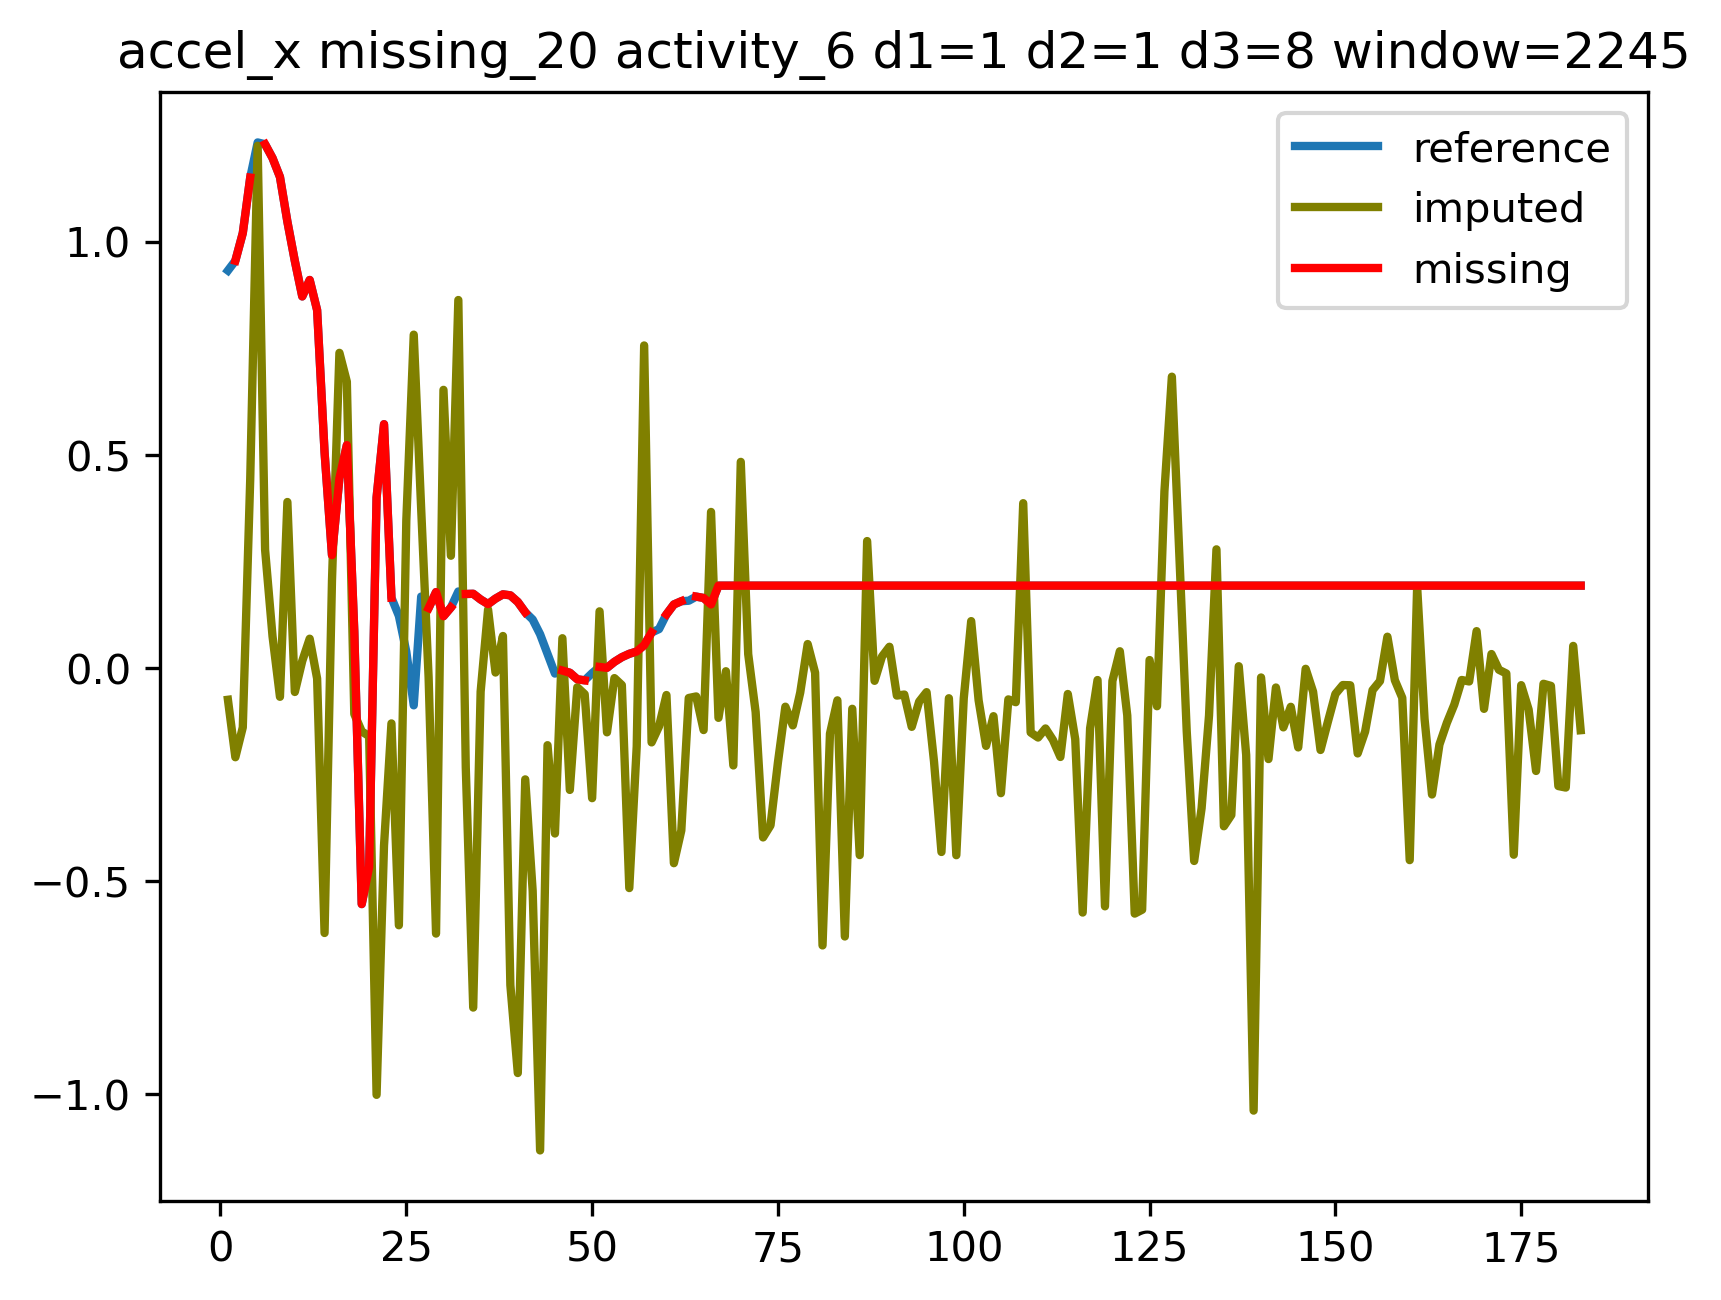 accel_x missing_20 activity_6 d1=1 d2=1 d3=8 window=2245
reference
imputed
missing
1.0
0.5
0.0
−0.5
−1.0
0 25 50 75 100 125 150 175